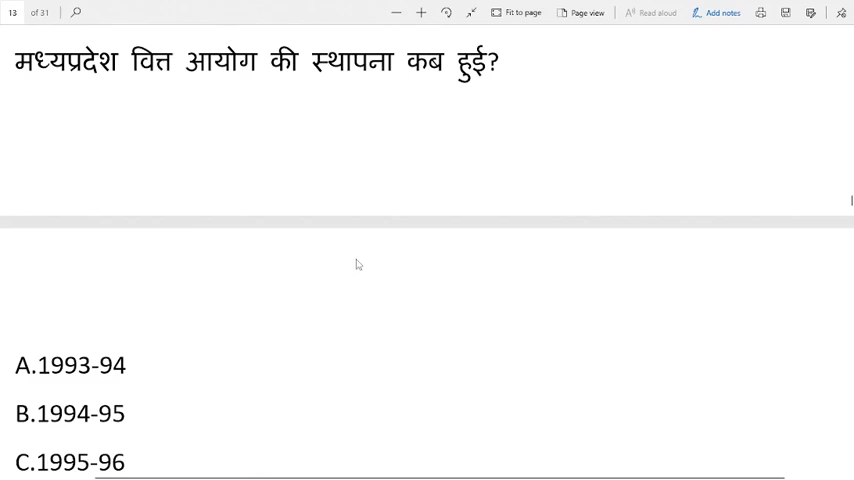 13 of 31 Fit to page Page view Read aloud Add notes
मध्यप्रदेश वित्त आयोग की स्थापना कब हुई?
A.1993-94
B.1994-95
C.1995-96